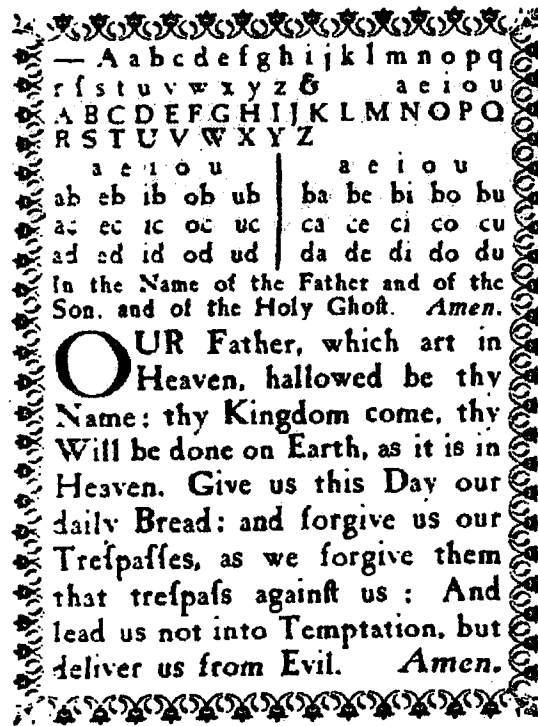 — A a b c d e f g h i j k l m n o p q
r ſ s t u v w x y z & a e i o u
A B C D E F G H I J K L M N O P Q
R S T U V W X Y Z
a e i o u a e i o u
ab eb ib ob ub ba be bi bo bu
ac ec ic oc uc ca ce ci co cu
ad ed id od ud da de di do du
In the Name of the Father and of the
Son, and of the Holy Ghoſt. Amen.
OUR Father, which art in
Heaven, hallowed be thy
Name; thy Kingdom come, thy
Will be done on Earth, as it is in
Heaven. Give us this Day our
daily Bread; and forgive us our
Treſpaſſes, as we forgive them
that treſpaſs againſt us : And
lead us not into Temptation, but
deliver us from Evil. Amen.